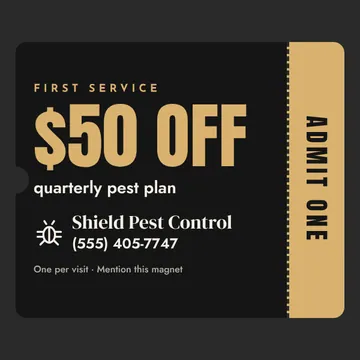 FIRST SERVICE
$50 OFF
quarterly pest plan
Shield Pest Control
(555) 405-7747
One per visit · Mention this magnet
ADMIT ONE